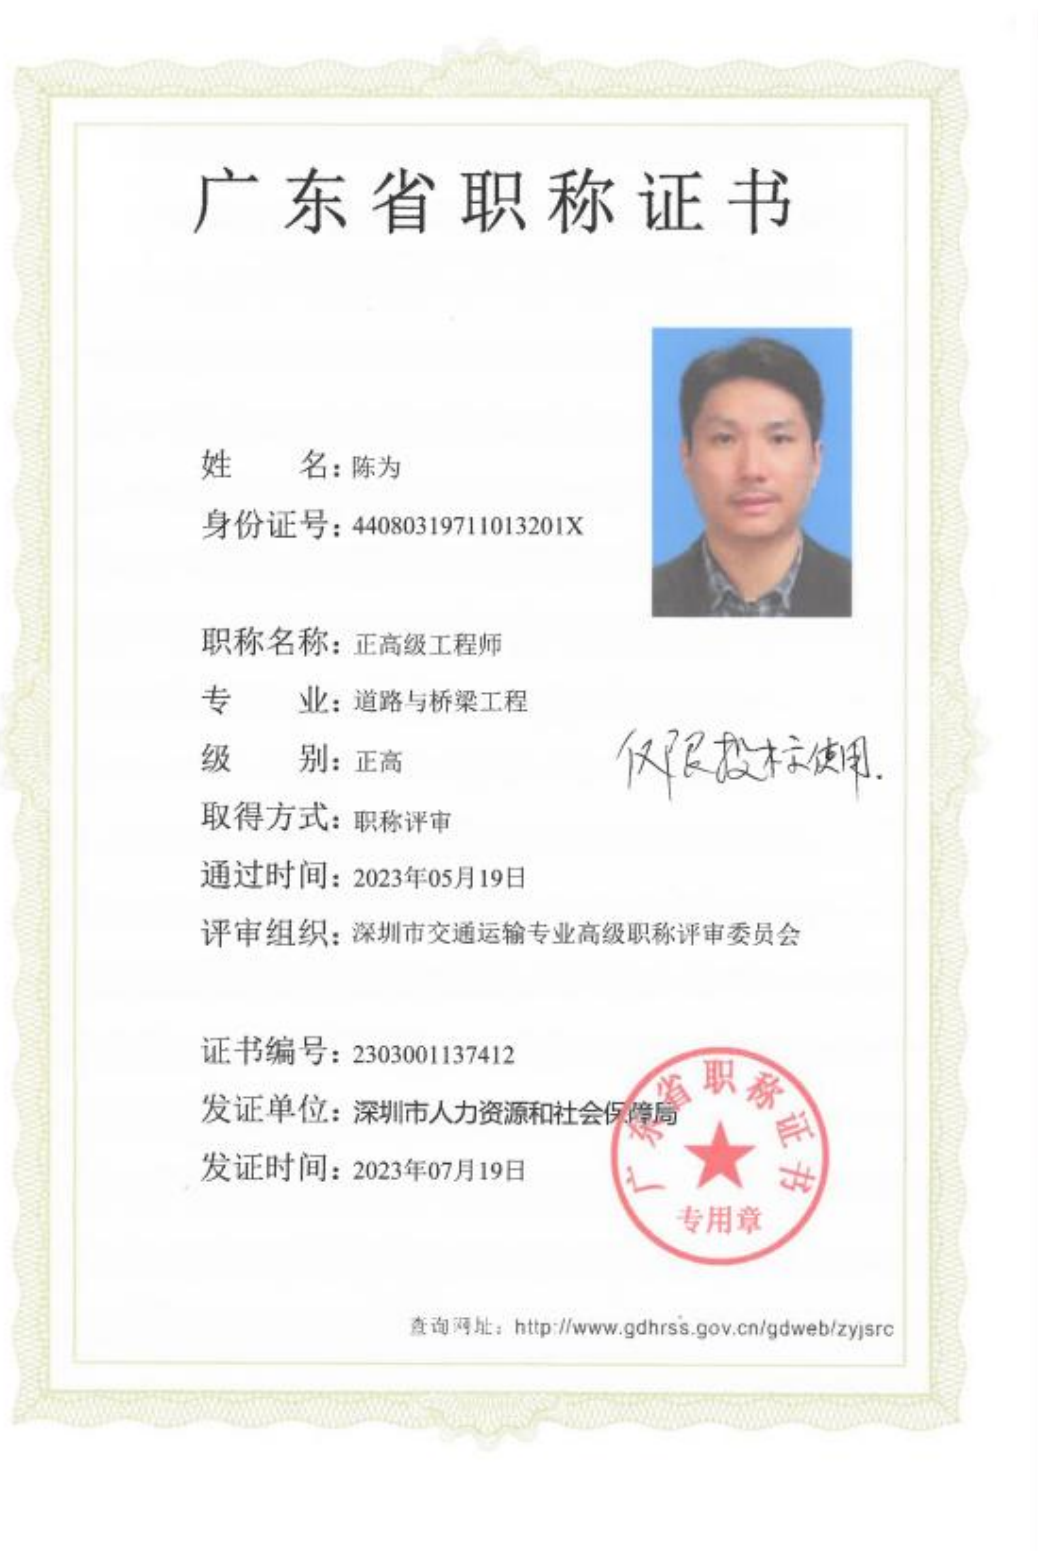 广东省职称证书
姓 名：陈为
身份证号：44080319711013201X
职称名称：正高级工程师
专 业：道路与桥梁工程
级 别：正高
仅限投标使用.
取得方式：职称评审
通过时间：2023年05月19日
评审组织：深圳市交通运输专业高级职称评审委员会
证书编号：2303001137412
发证单位：深圳市人力资源和社会保障局
发证时间：2023年07月19日
广东省职称证书
专用章
查询网址：http://www.gdhrss.gov.cn/gdweb/zyjsrc